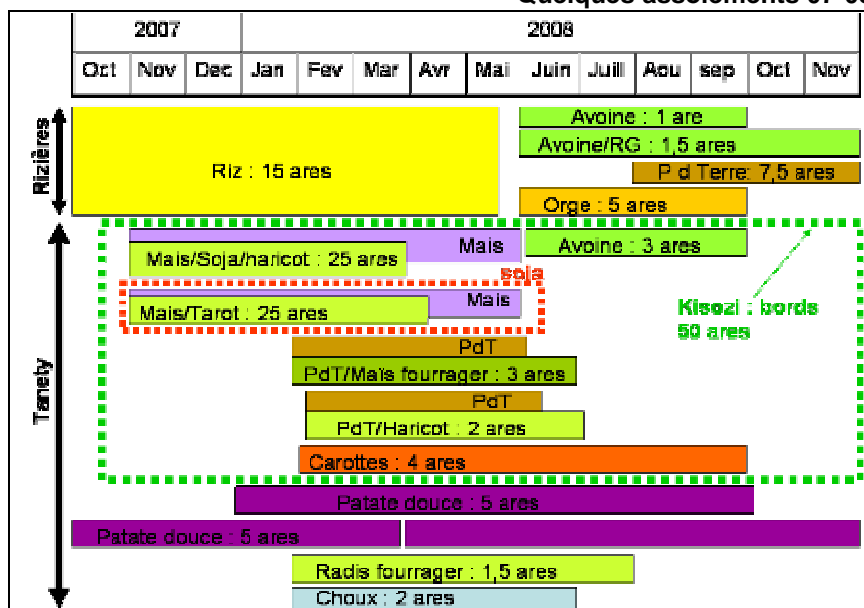 2007 2008
Oct Nov Dec Jan Fev Mar Avr Mai Juin Juill Aou sep Oct Nov
Rizières
Riz : 15 ares
Avoine : 1 are
Avoine/RG : 1,5 ares
P d Terre: 7,5 ares
Orge : 5 ares
Tanety
Mais
Mais/Soja/haricot : 25 ares
Avoine : 3 ares
soja
Mais
Mais/Tarot : 25 ares
Kisozi : bords
50 ares
PdT
PdT/Maïs fourrager : 3 ares
PdT
PdT/Haricot : 2 ares
Carottes : 4 ares
Patate douce : 5 ares
Patate douce : 5 ares
Radis fourrager : 1,5 ares
Choux : 2 ares